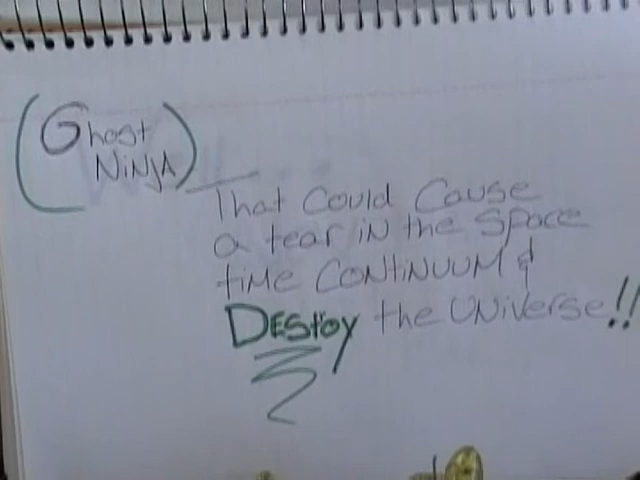 (Ghost
NiNjA)
That Could Cause
a tear iN the Space
tiMe CONtiNUUM &
DEStroy the UNiverse!!